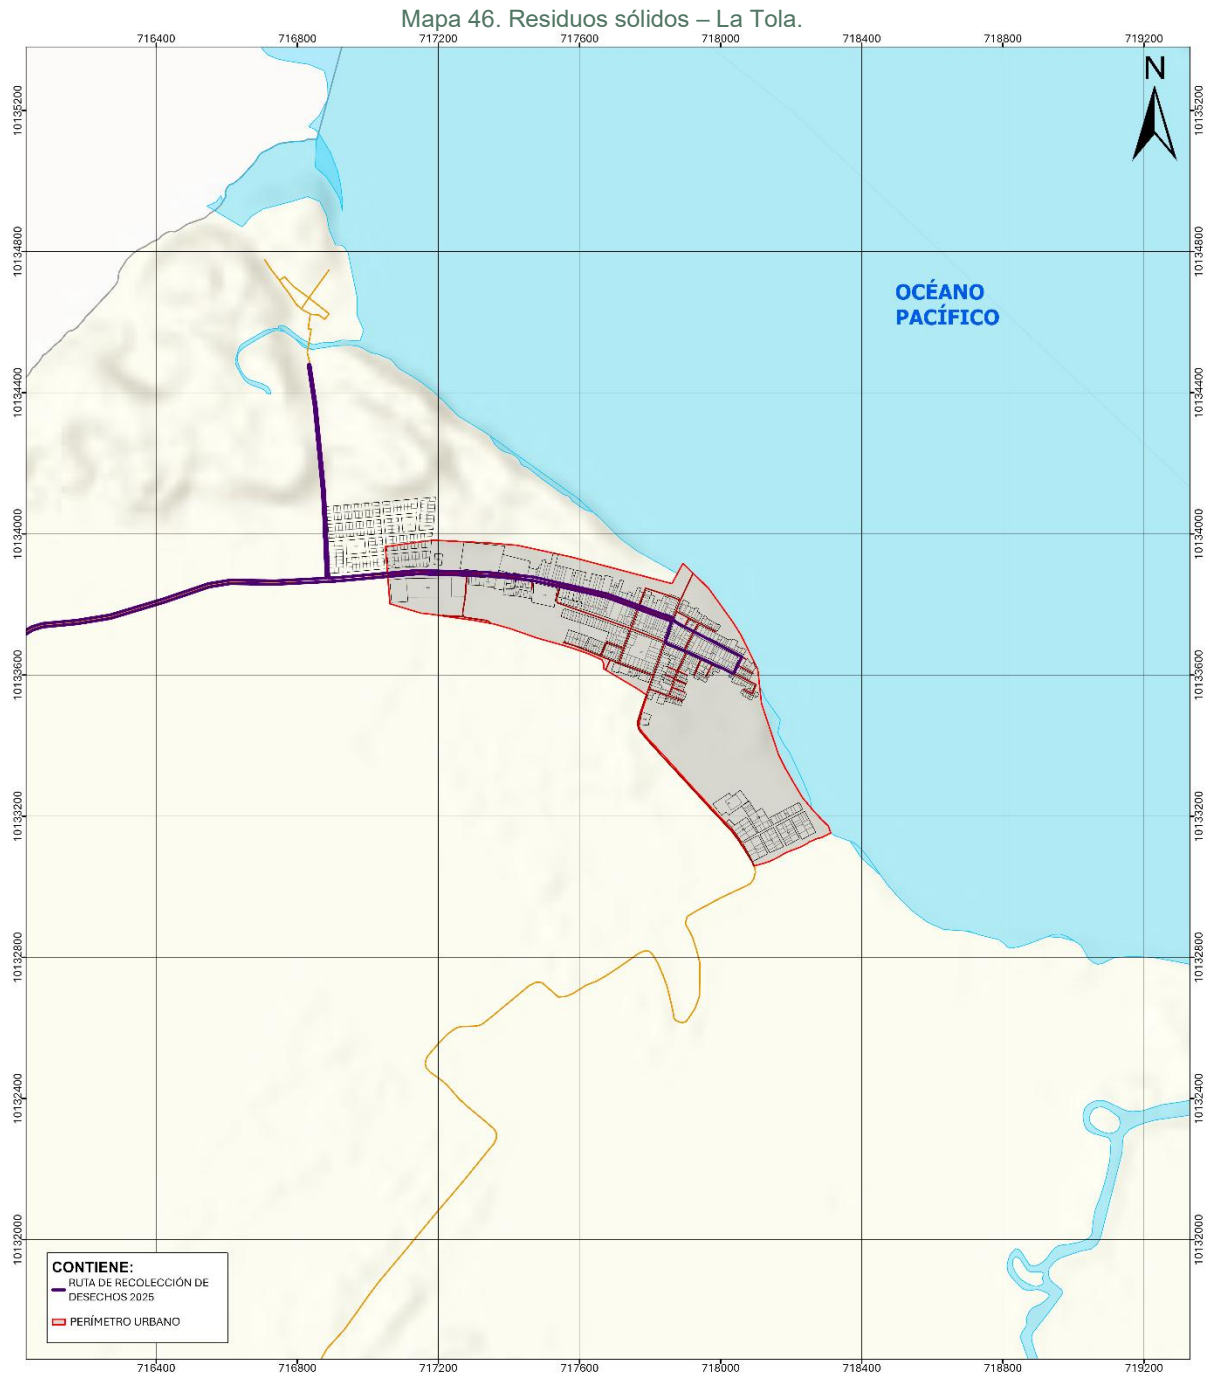 Mapa 46. Residuos sólidos – La Tola.
716400 716800 717200 717600 718000 718400 718800 719200
N
10135200 10135200
10134800 10134800
OCÉANO
PACÍFICO
10134400 10134400
10134000 10134000
10133600 10133600
10133200 10133200
10132800 10132800
10132400 10132400
10132000 10132000
CONTIENE:
RUTA DE RECOLECCIÓN DE
DESECHOS 2025
PERÍMETRO URBANO
716400 716800 717200 717600 718000 718400 718800 719200